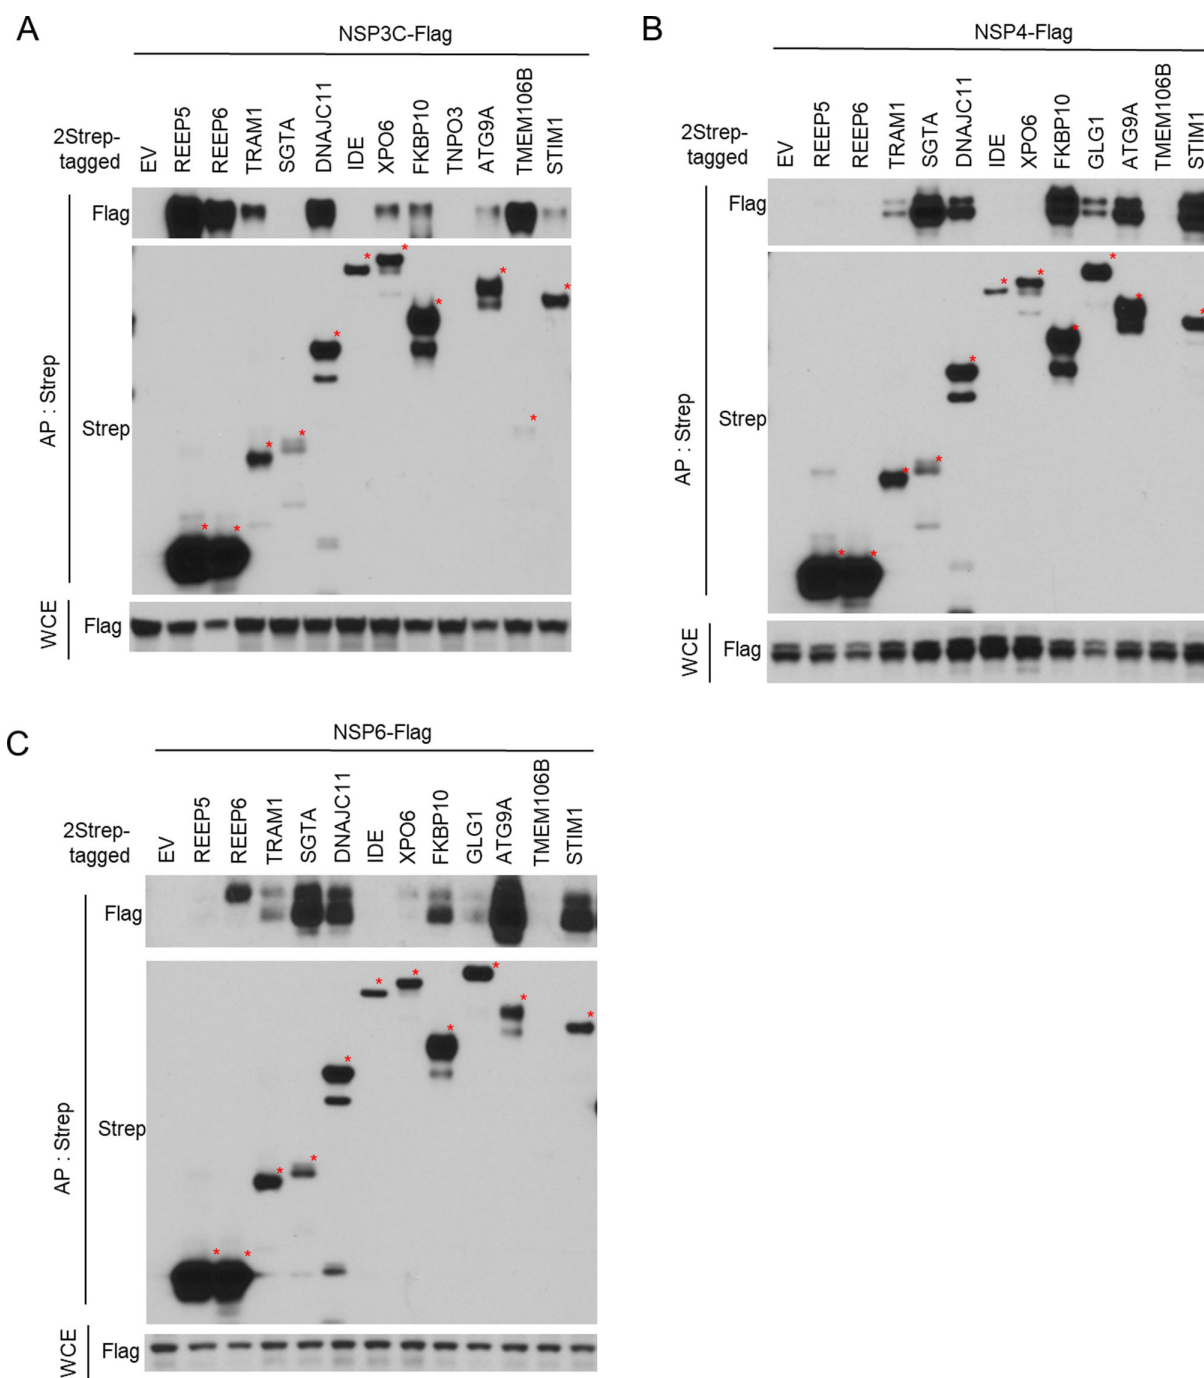 A
NSP3C-Flag
2Strep-
tagged
EV
REEP5
REEP6
TRAM1
SGTA
DNAJC11
IDE
XPO6
FKBP10
TNPO3
ATG9A
TMEM106B
STIM1
AP : Strep
Flag
Strep
WCE
Flag
B
NSP4-Flag
2Strep-
tagged
EV
REEP5
REEP6
TRAM1
SGTA
DNAJC11
IDE
XPO6
FKBP10
GLG1
ATG9A
TMEM106B
STIM1
AP : Strep
Flag
Strep
WCE
Flag
C
NSP6-Flag
2Strep-
tagged
EV
REEP5
REEP6
TRAM1
SGTA
DNAJC11
IDE
XPO6
FKBP10
GLG1
ATG9A
TMEM106B
STIM1
AP : Strep
Flag
Strep
WCE
Flag